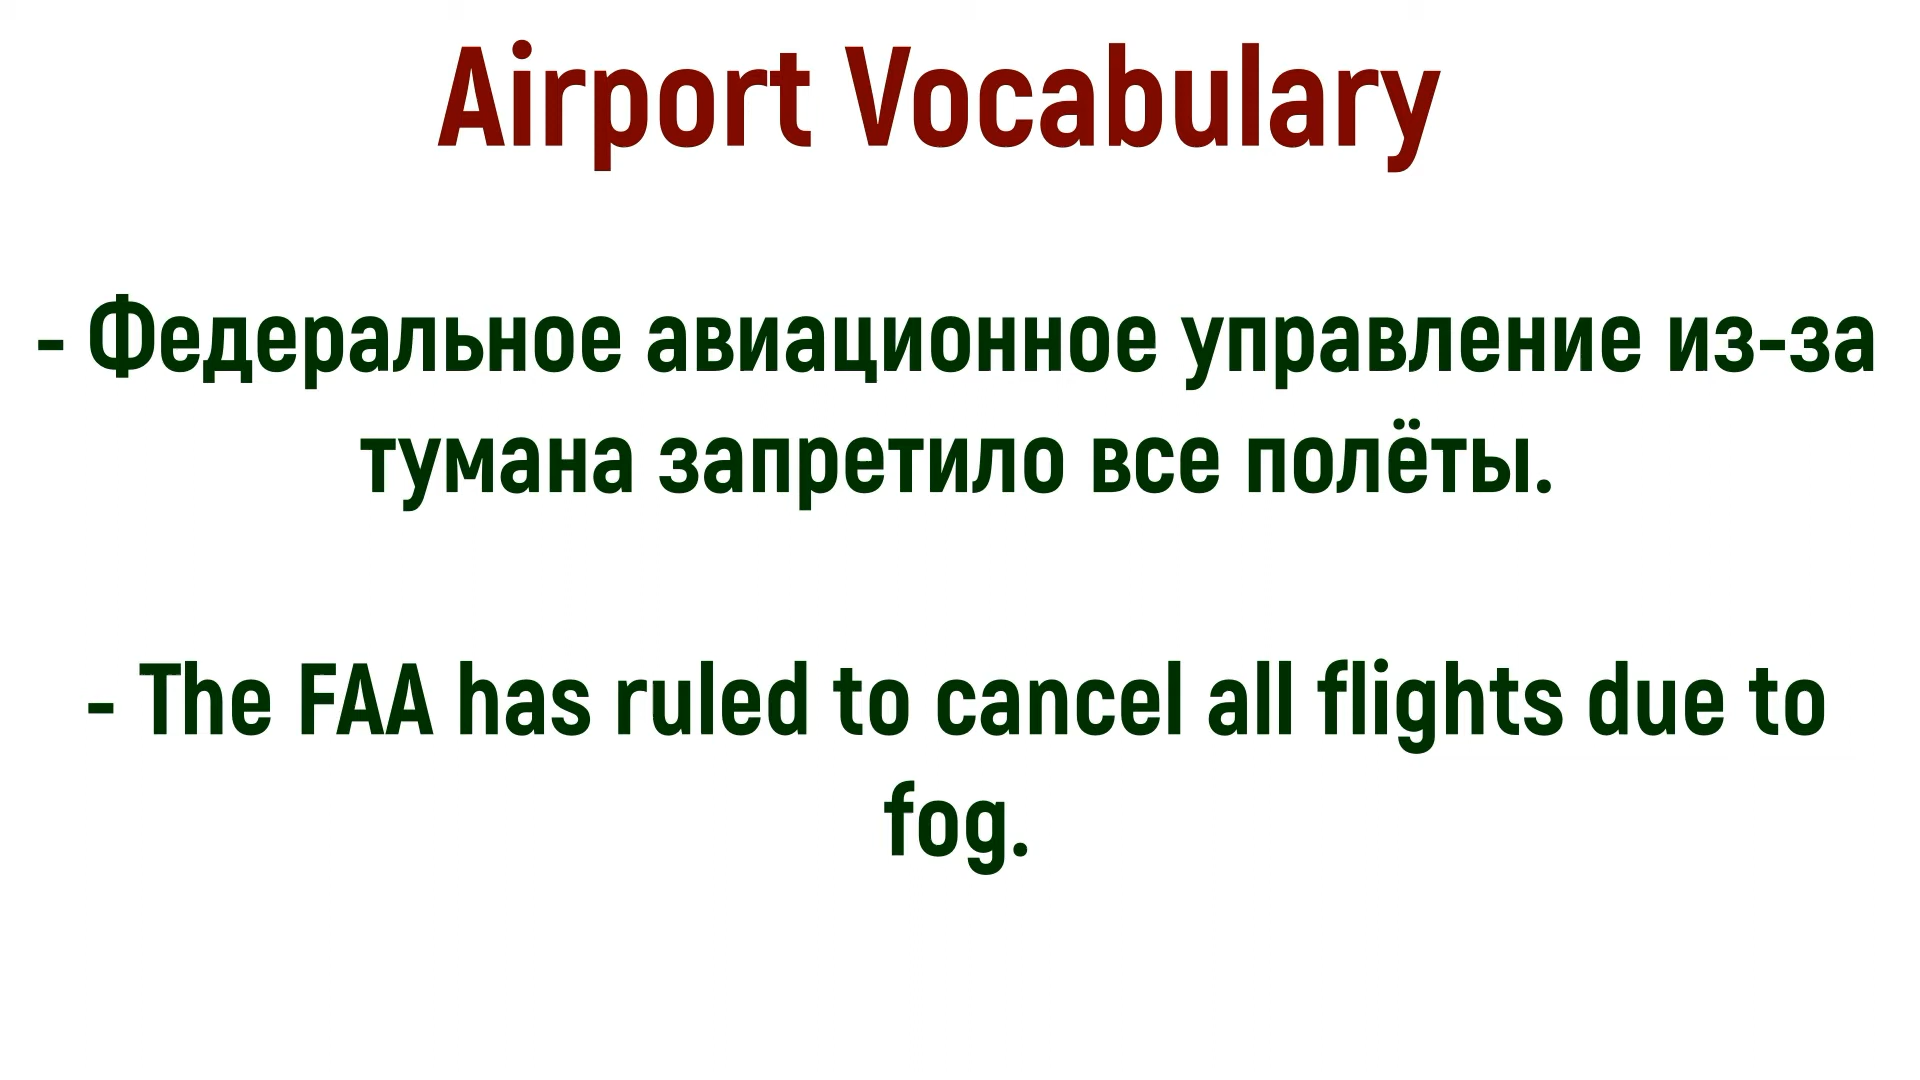 Airport Vocabulary
- Федеральное авиационное управление из-за
тумана запретило все полёты.
- The FAA has ruled to cancel all flights due to
fog.